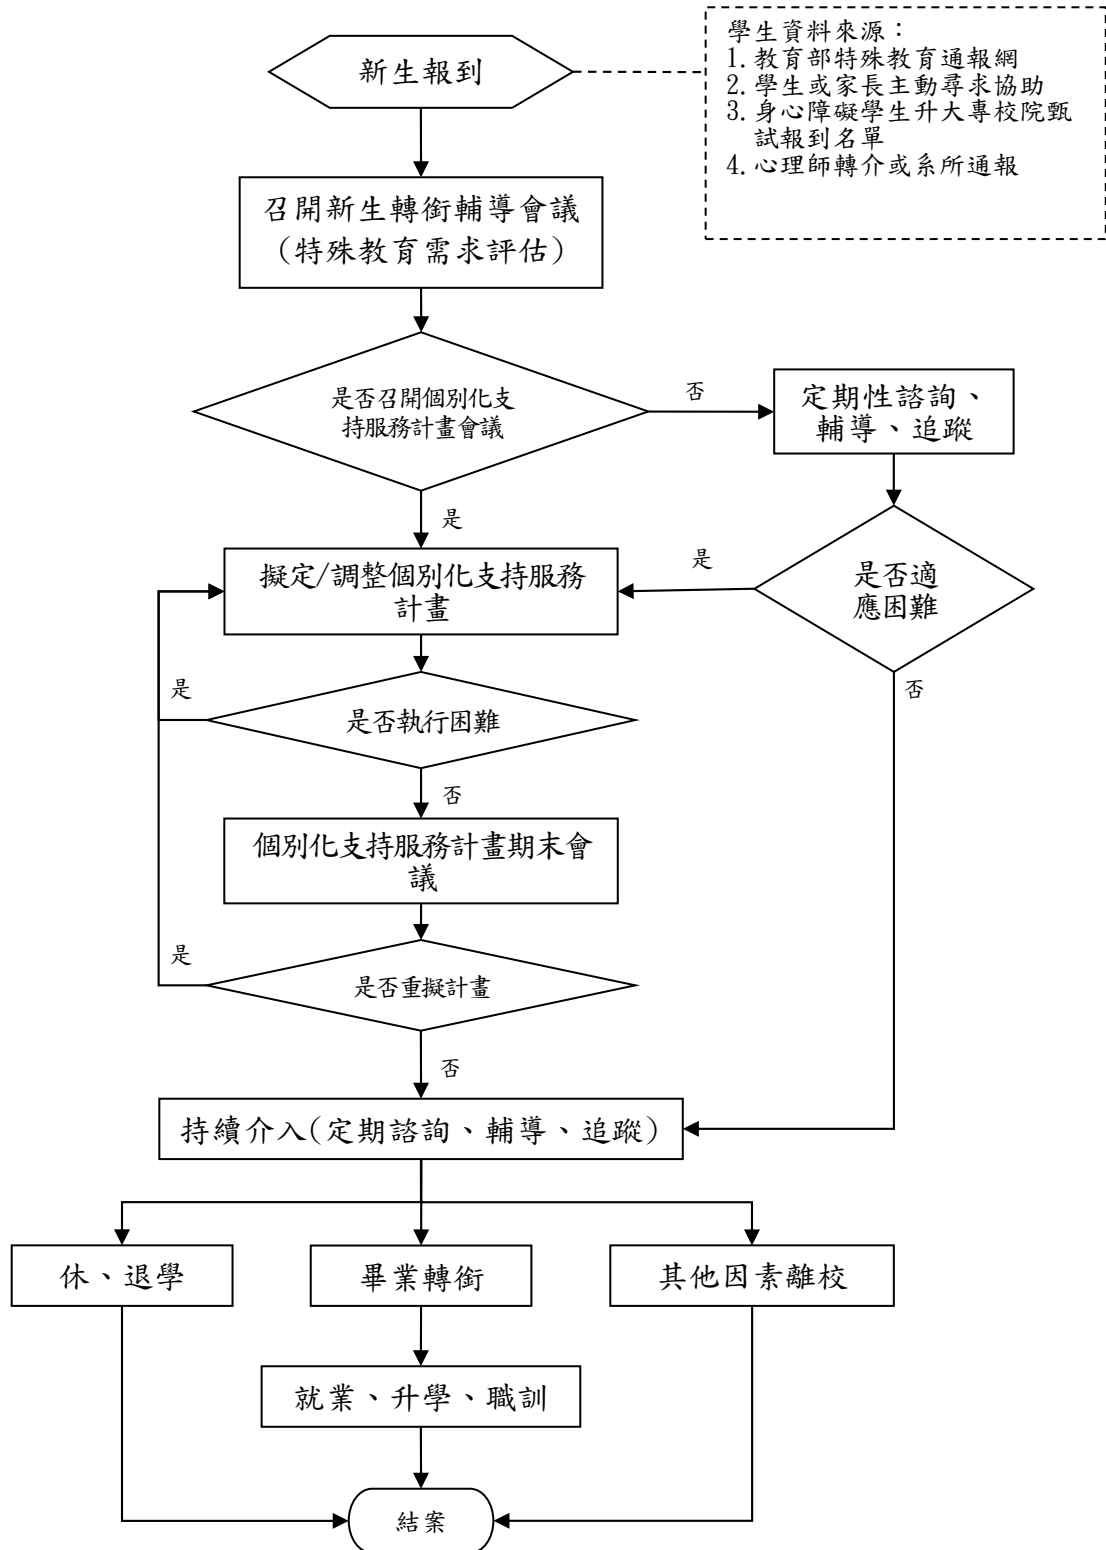 新生報到
學生資料來源：
1.教育部特殊教育通報網
2.學生或家長主動尋求協助
3.身心障礙學生升大專校院甄
試報到名單
4.心理師轉介或系所通報
召開新生轉銜輔導會議
(特殊教育需求評估)
是否召開個別化支
持服務計畫會議
否
定期性諮詢、
輔導、追蹤
是
擬定/調整個別化支持服務
計畫
是
是否適
應困難
否
是
是否執行困難
否
個別化支持服務計畫期末會
議
是
是否重擬計畫
否
持續介入(定期諮詢、輔導、追蹤)
休、退學
畢業轉銜
其他因素離校
就業、升學、職訓
結案